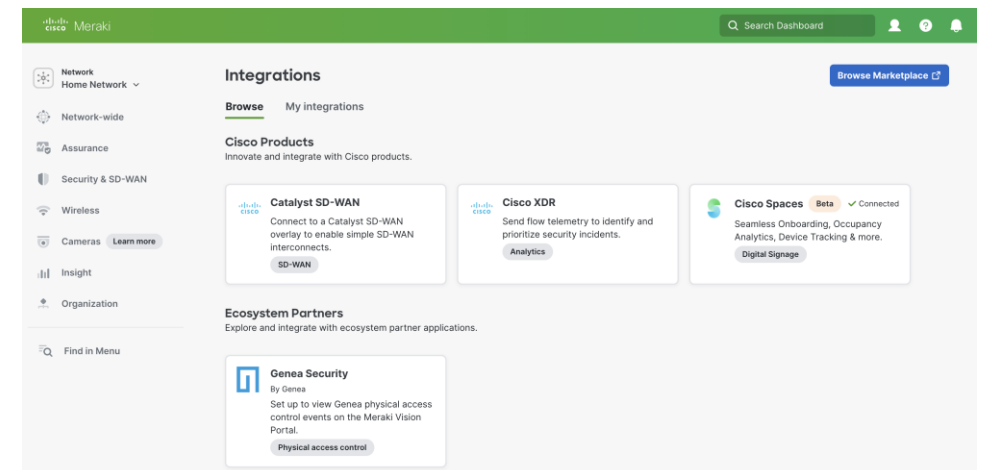 CISCO Meraki
Search Dashboard
?
Network
Home Network
Network-wide
Assurance
Security & SD-WAN
Wireless
Cameras Learn more
Insight
Organization
Find in Menu
Integrations
Browse Marketplace
Browse My integrations
Cisco Products
Innovate and integrate with Cisco products.
CISCO
Catalyst SD-WAN
Connect to a Catalyst SD-WAN
overlay to enable simple SD-WAN
interconnects.
SD-WAN
CISCO
Cisco XDR
Send flow telemetry to identify and
prioritize security incidents.
Analytics
Cisco Spaces Beta Connected
Seamless Onboarding, Occupancy
Analytics, Device Tracking & more.
Digital Signage
Ecosystem Partners
Explore and integrate with ecosystem partner applications.
Genea Security
By Genea
Set up to view Genea physical access
control events on the Meraki Vision
Portal.
Physical access control